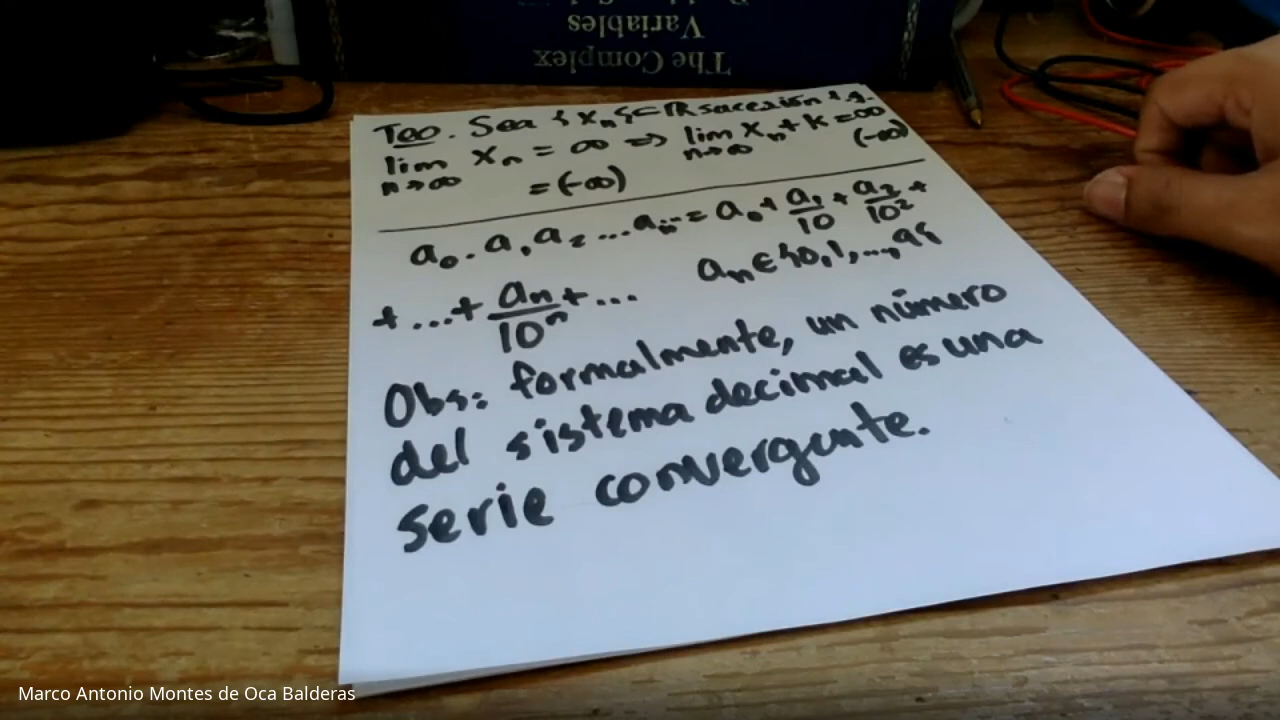 The Complex
Variables
Teo. Sea {xₙ}⊂ℝ sucesión t.q.
lim xₙ = ∞ ⇒ lim xₙ + k = ∞
n→∞ = (-∞) n→∞ (-∞)
a₀.a₁a₂...aₙ... = a₀ + a₁/10 + a₂/10² +
+...+ aₙ/10ⁿ + ... aₙ ∈ {0,1,...,9}
Obs: formalmente, un número
del sistema decimal es una
serie convergente.
Marco Antonio Montes de Oca Balderas